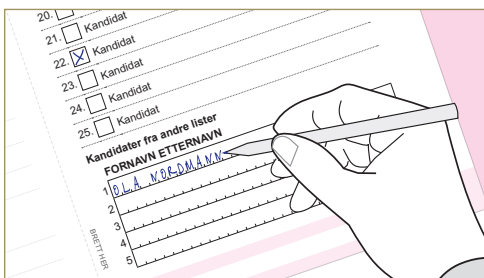 20.
21. Kandidat
22. X Kandidat
23. Kandidat
24. Kandidat
25. Kandidat
Kandidater fra andre lister
FORNAVN ETTERNAVN
1 OLA NORDMANN
2
3
4
5
BRETT HER